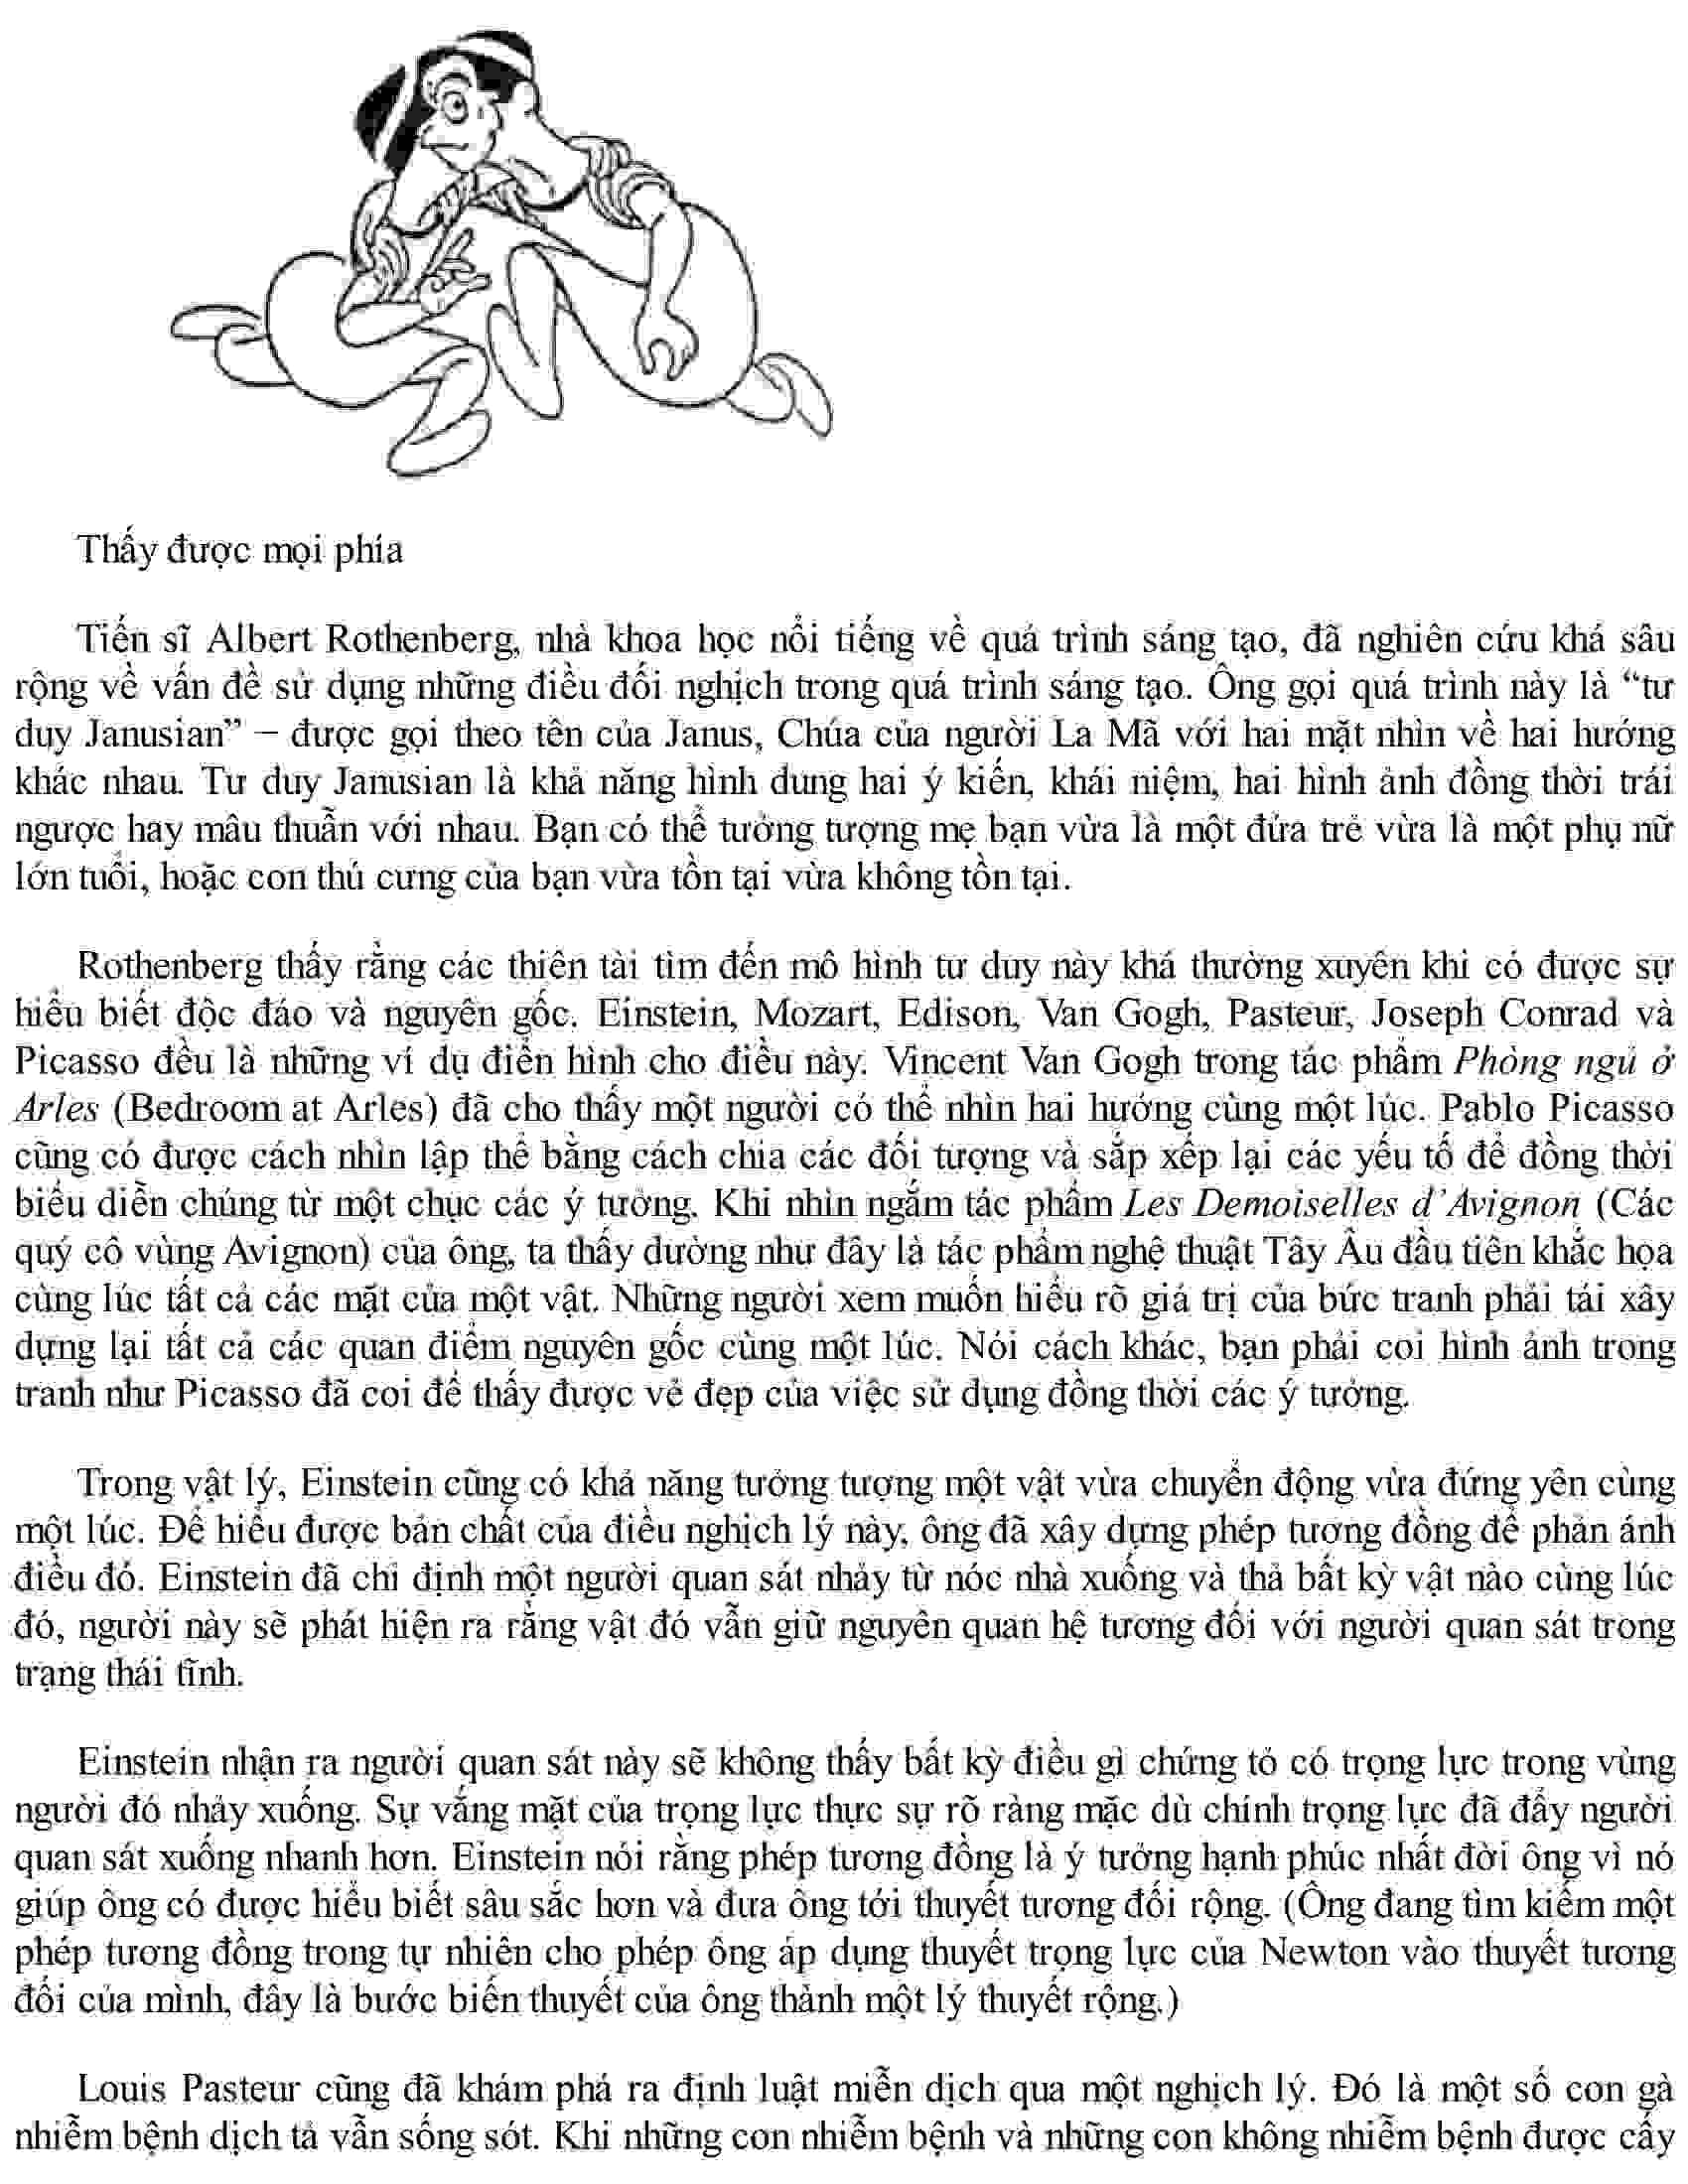 Thấy được mọi phía
Tiến sĩ Albert Rothenberg, nhà khoa học nổi tiếng về quá trình sáng tạo, đã nghiên cứu khá sâu
rộng về vấn đề sử dụng những điều đối nghịch trong quá trình sáng tạo. Ông gọi quá trình này là “tư
duy Janusian” – được gọi theo tên của Janus, Chúa của người La Mã với hai mặt nhìn về hai hướng
khác nhau. Tư duy Janusian là khả năng hình dung hai ý kiến, khái niệm, hai hình ảnh đồng thời trái
ngược hay mâu thuẫn với nhau. Bạn có thể tưởng tượng mẹ bạn vừa là một đứa trẻ vừa là một phụ nữ
lớn tuổi, hoặc con thú cưng của bạn vừa tồn tại vừa không tồn tại.
Rothenberg thấy rằng các thiên tài tìm đến mô hình tư duy này khá thường xuyên khi có được sự
hiểu biết độc đáo và nguyên gốc. Einstein, Mozart, Edison, Van Gogh, Pasteur, Joseph Conrad và
Picasso đều là những ví dụ điển hình cho điều này. Vincent Van Gogh trong tác phẩm Phòng ngủ ở
Arles (Bedroom at Arles) đã cho thấy một người có thể nhìn hai hướng cùng một lúc. Pablo Picasso
cũng có được cách nhìn lập thể bằng cách chia các đối tượng và sắp xếp lại các yếu tố để đồng thời
biểu diễn chúng từ một chục các ý tưởng. Khi nhìn ngắm tác phẩm Les Demoiselles d’Avignon (Các
quý cô vùng Avignon) của ông, ta thấy dường như đây là tác phẩm nghệ thuật Tây Âu đầu tiên khắc họa
cùng lúc tất cả các mặt của một vật. Những người xem muốn hiểu rõ giá trị của bức tranh phải tái xây
dựng lại tất cả các quan điểm nguyên gốc cùng một lúc. Nói cách khác, bạn phải coi hình ảnh trong
tranh như Picasso đã coi để thấy được vẻ đẹp của việc sử dụng đồng thời các ý tưởng.
Trong vật lý, Einstein cũng có khả năng tưởng tượng một vật vừa chuyển động vừa đứng yên cùng
một lúc. Để hiểu được bản chất của điều nghịch lý này, ông đã xây dựng phép tương đồng để phản ánh
điều đó. Einstein đã chỉ định một người quan sát nhảy từ nóc nhà xuống và thả bất kỳ vật nào cùng lúc
đó, người này sẽ phát hiện ra rằng vật đó vẫn giữ nguyên quan hệ tương đối với người quan sát trong
trạng thái tĩnh.
Einstein nhận ra người quan sát này sẽ không thấy bất kỳ điều gì chứng tỏ có trọng lực trong vùng
người đó nhảy xuống. Sự vắng mặt của trọng lực thực sự rõ ràng mặc dù chính trọng lực đã đẩy người
quan sát xuống nhanh hơn. Einstein nói rằng phép tương đồng là ý tưởng hạnh phúc nhất đời ông vì nó
giúp ông có được hiểu biết sâu sắc hơn và đưa ông tới thuyết tương đối rộng. (Ông đang tìm kiếm một
phép tương đồng trong tự nhiên cho phép ông áp dụng thuyết trọng lực của Newton vào thuyết tương
đối của mình, đây là bước biến thuyết của ông thành một lý thuyết rộng.)
Louis Pasteur cũng đã khám phá ra định luật miễn dịch qua một nghịch lý. Đó là một số con gà
nhiễm bệnh dịch tả vẫn sống sót. Khi những con nhiễm bệnh và những con không nhiễm bệnh được cấy